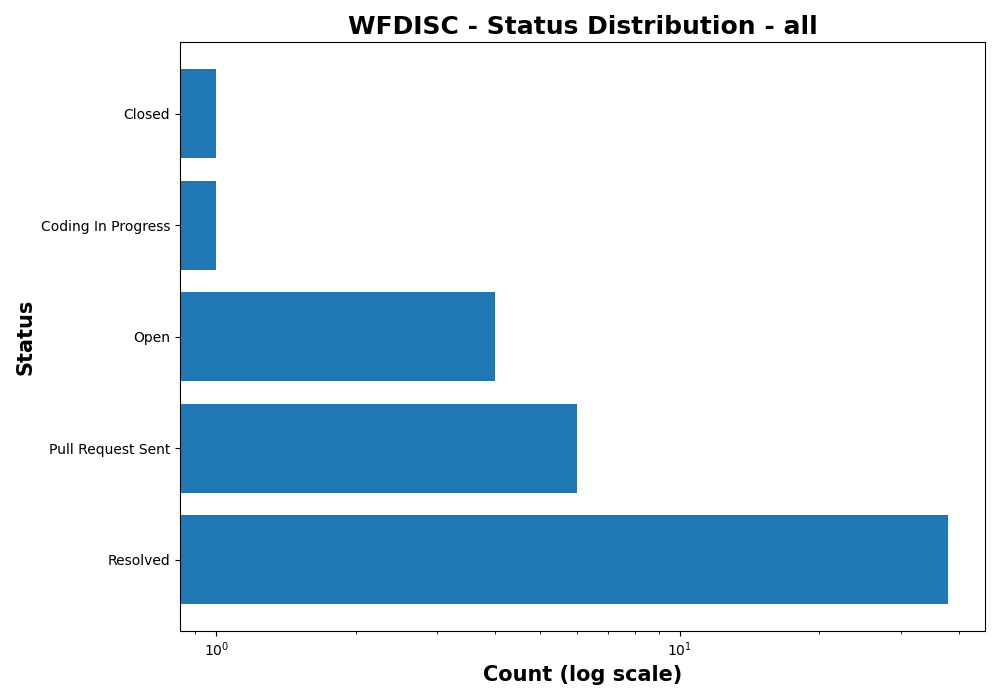 WFDISC - Status Distribution - all
Closed
Coding In Progress
Open
Pull Request Sent
Resolved
Status
10⁰
10¹
Count (log scale)